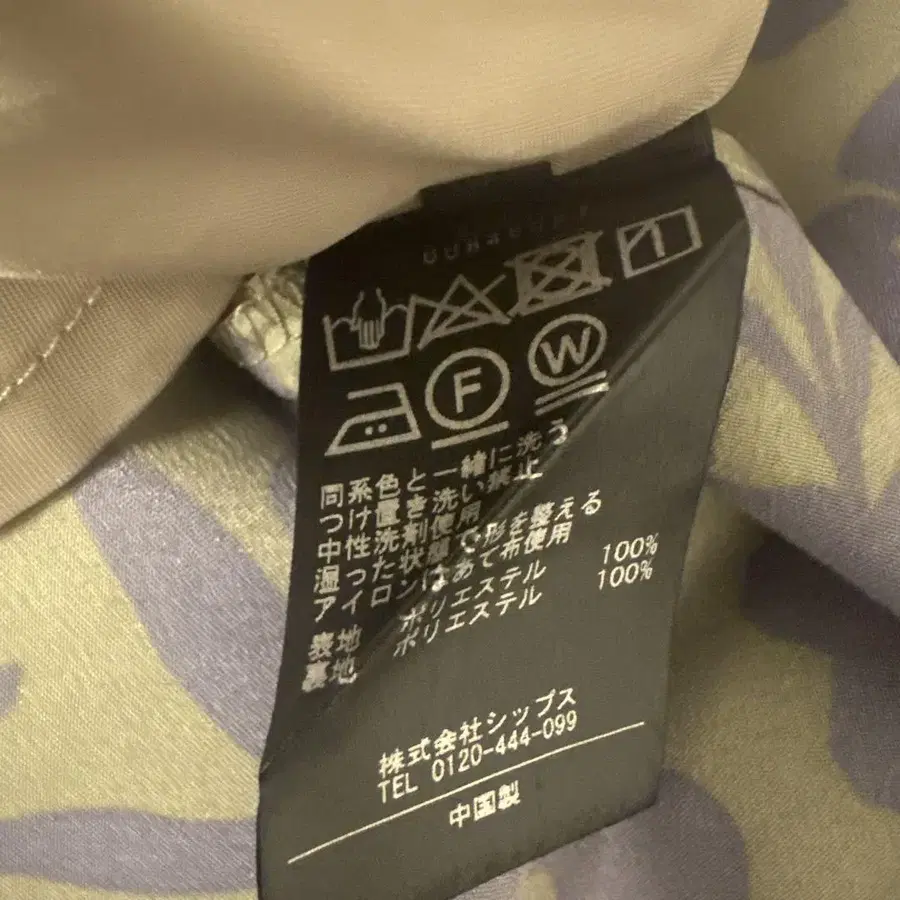 F
W
同系色と一緒に洗う
つけ置き洗い禁止
中性洗剤使用
湿った状態で形を整える
アイロンはあて布使用
表地 ポリエステル 100%
裏地 ポリエステル 100%
株式会社シップス
TEL 0120-444-099
中国製